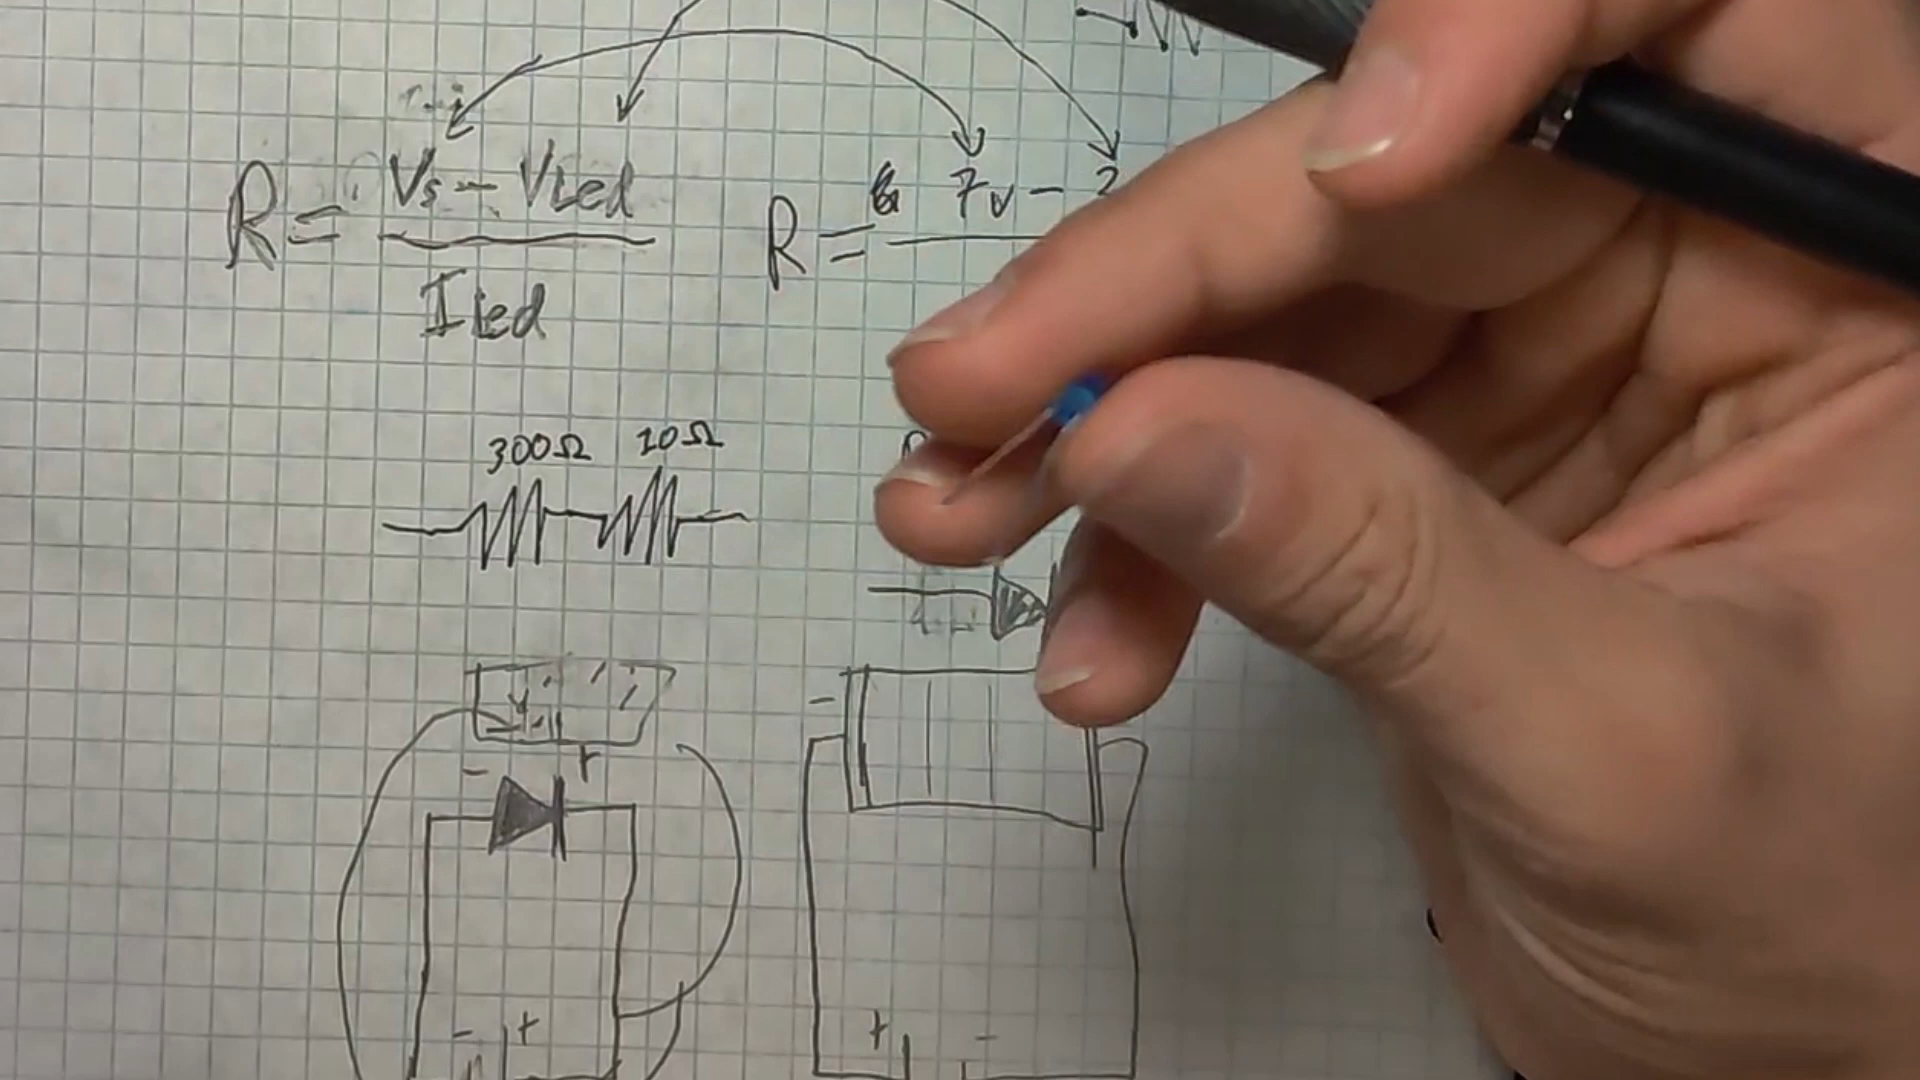 R = Vs - VLed
ILed
R = 7v - 2
300Ω 10Ω
-
- +
- +
+ -